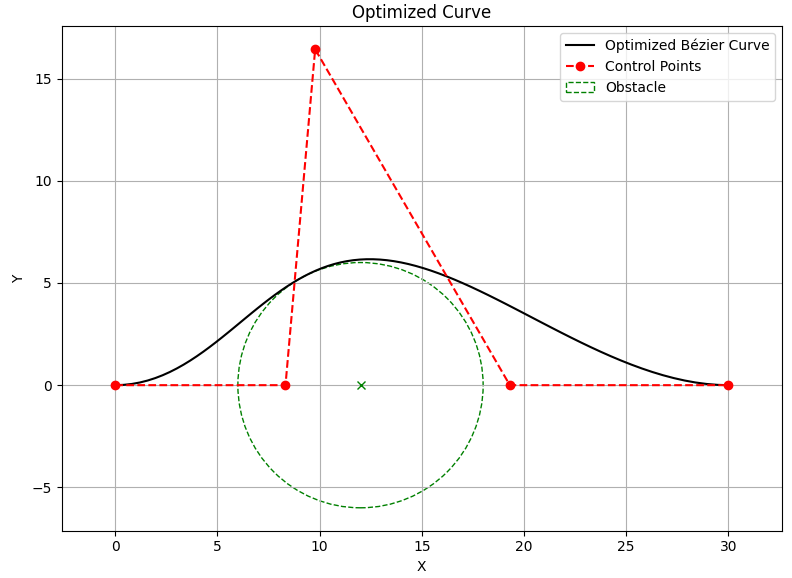 Optimized Curve
Optimized Bézier Curve
Control Points
Obstacle
Y
15
10
5
0
−5
0 5 10 15 20 25 30
X